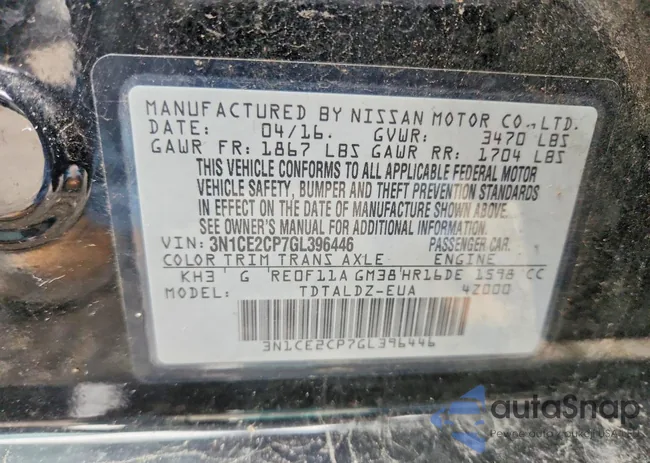 MANUFACTURED BY NISSAN MOTOR CO., LTD.
DATE: 04/16. GVWR: 3470 LBS
GAWR FR: 1867 LBS GAWR RR: 1704 LBS
THIS VEHICLE CONFORMS TO ALL APPLICABLE FEDERAL MOTOR
VEHICLE SAFETY, BUMPER AND THEFT PREVENTION STANDARDS
IN EFFECT ON THE DATE OF MANUFACTURE SHOWN ABOVE.
SEE OWNER'S MANUAL FOR ADDITIONAL INFORMATION.
VIN: 3N1CE2CP7GL396446 PASSENGER CAR
COLOR TRIM TRANS AXLE ENGINE
KH3 G RE0F11A GM38 HR16DE 1598 CC
MODEL: TDTALDZ-EUA 42000
3N1CE2CP7GL396446
autoSnap